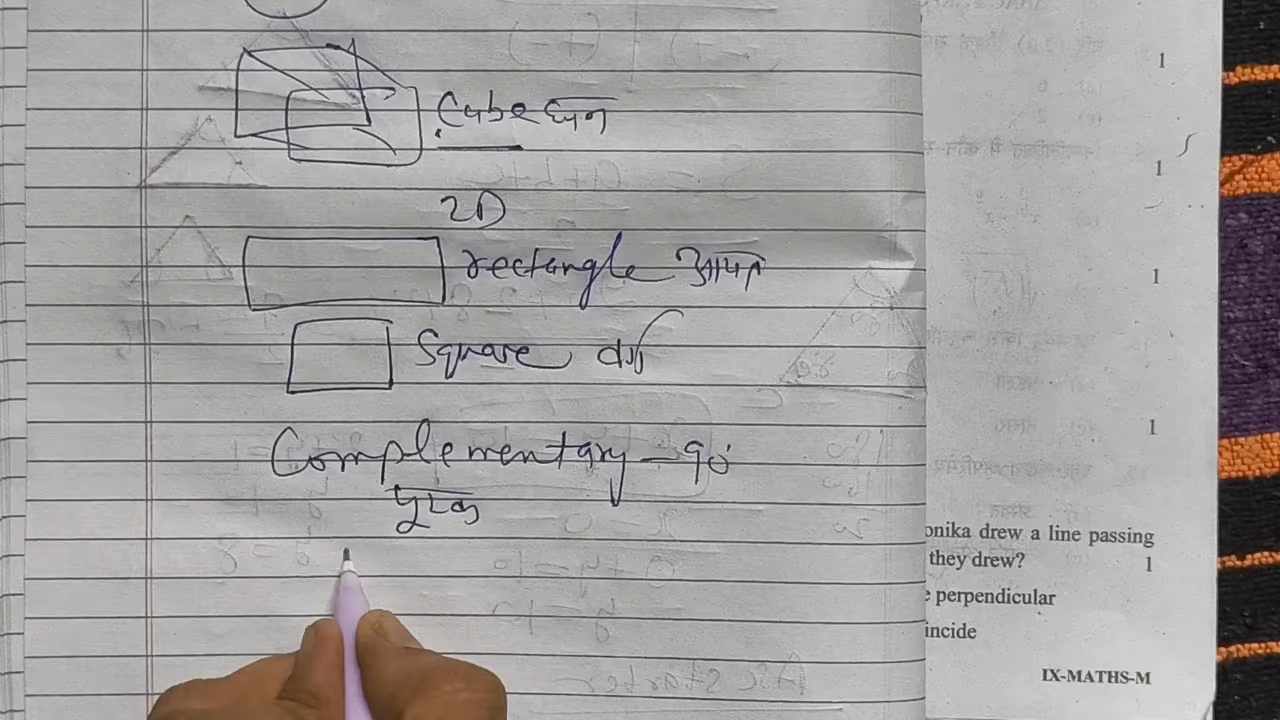 Cube घन
2D
rectangle आयत
Square वर्ग
Complementary - 90°
पूरक
1
1
1
1
onika drew a line passing
they drew? 1
e perpendicular
incide
IX-MATHS-M